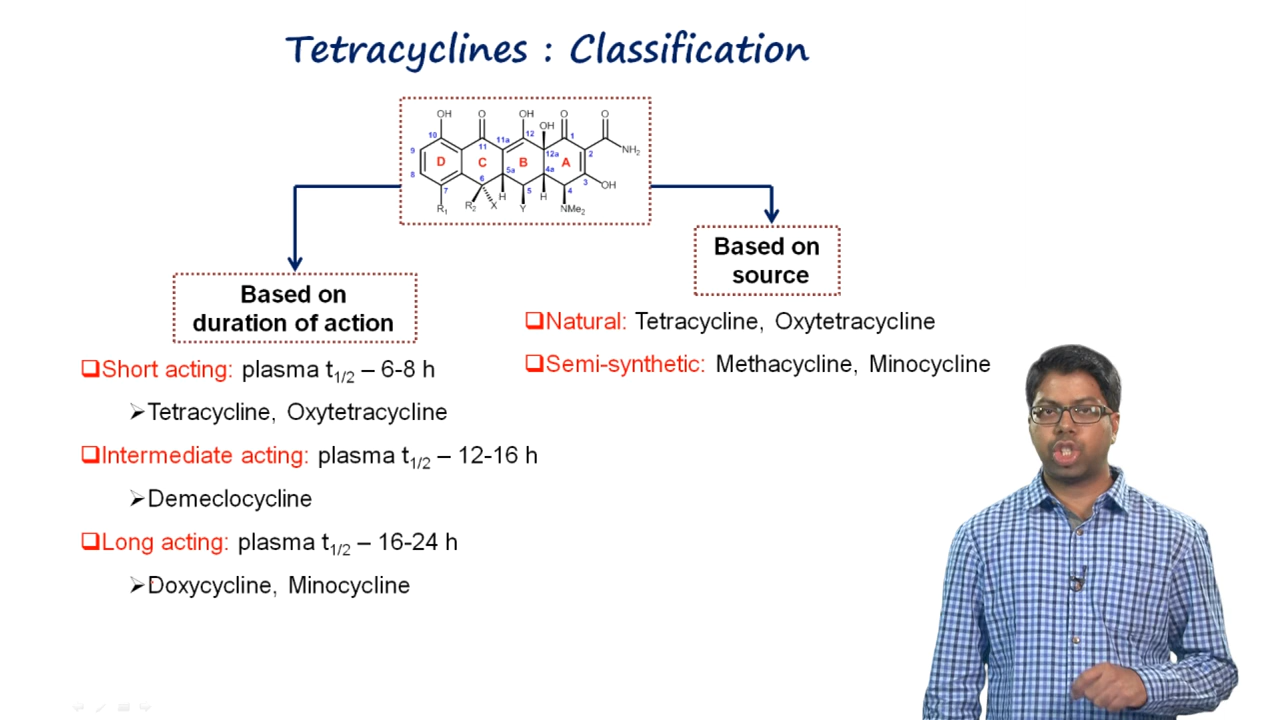 Tetracyclines : Classification
OH
O
OH
OH
O
O
10
11
11a
12
12a
1
2
NH₂
9
D
C
B
A
8
7
6
5a
5
4a
4
3
OH
R₁
R₂
X
H
Y
H
NMe₂
Based on
duration of action
❑Short acting: plasma t1/2 – 6-8 h
➢Tetracycline, Oxytetracycline
❑Intermediate acting: plasma t1/2 – 12-16 h
➢Demeclocycline
❑Long acting: plasma t1/2 – 16-24 h
➢Doxycycline, Minocycline
Based on
source
❑Natural: Tetracycline, Oxytetracycline
❑Semi-synthetic: Methacycline, Minocycline